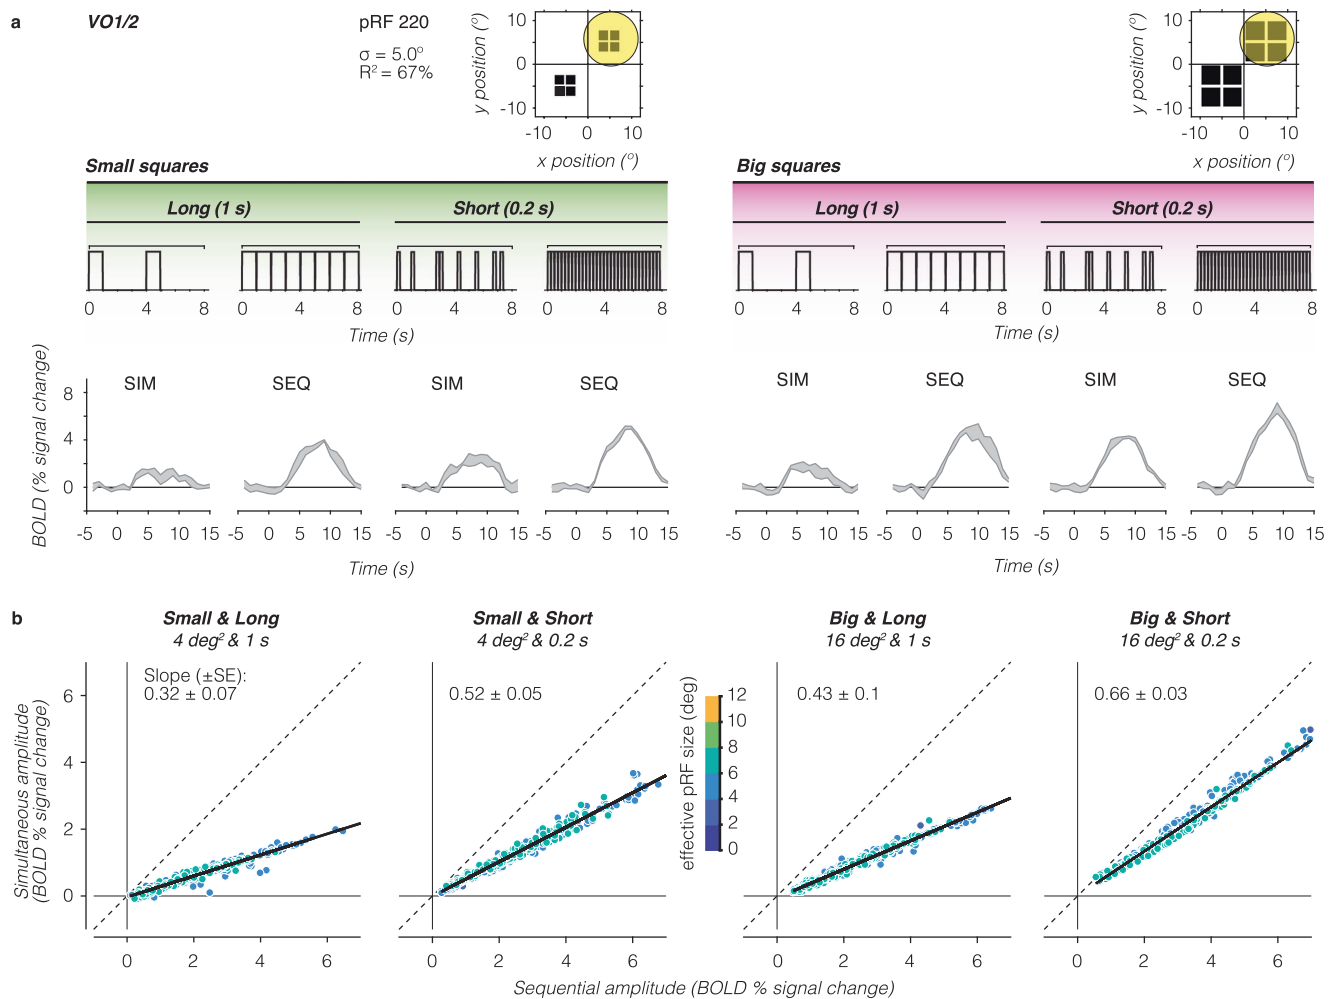 a
VO1/2
pRF 220
σ = 5.0°
R² = 67%
y position (°)
10
0
-10
-10 0 10
x position (°)
y position (°)
10
0
-10
-10 0 10
x position (°)
Small squares
Long (1 s) Short (0.2 s)
0 4 8 0 4 8 0 4 8 0 4 8
Time (s)
Big squares
Long (1 s) Short (0.2 s)
0 4 8 0 4 8 0 4 8 0 4 8
Time (s)
BOLD (% signal change)
8
4
0
SIM SEQ SIM SEQ
-5 0 5 10 15 -5 0 5 10 15 -5 0 5 10 15 -5 0 5 10 15
Time (s)
SIM SEQ SIM SEQ
-5 0 5 10 15 -5 0 5 10 15 -5 0 5 10 15 -5 0 5 10 15
Time (s)
b
Small & Long
4 deg² & 1 s
Slope (±SE):
0.32 ± 0.07
Small & Short
4 deg² & 0.2 s
0.52 ± 0.05
Big & Long
16 deg² & 1 s
0.43 ± 0.1
Big & Short
16 deg² & 0.2 s
0.66 ± 0.03
effective pRF size (deg)
12
10
8
6
4
2
0
Simultaneous amplitude
(BOLD % signal change)
6
4
2
0
0 2 4 6 0 2 4 6 0 2 4 6 0 2 4 6
Sequential amplitude (BOLD % signal change)